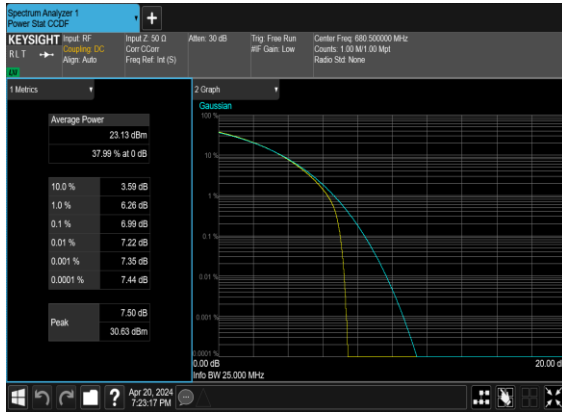 Spectrum Analyzer 1
Power Stat CCDF
+
KEYSIGHT
Input: RF
Input Z: 50 Ω
Atten: 30 dB
Trig: Free Run
Center Freq: 680.500000 MHz
RLT
Coupling: DC
Corr CCorr
#IF Gain: Low
Counts: 1.00 M/1.00 Mpt
Align: Auto
Freq Ref: Int (S)
Radio Std: None
1 Metrics
2 Graph
Gaussian
Average Power
23.13 dBm
37.99 % at 0 dB
10.0 % 3.59 dB
1.0 % 6.26 dB
0.1 % 6.99 dB
0.01 % 7.22 dB
0.001 % 7.35 dB
0.0001 % 7.44 dB
Peak
7.50 dB
30.63 dBm
100 %
10 %
1 %
0.1 %
0.01 %
0.001 %
0.0001 %
0.00 dB
20.00 d
Info BW 25.000 MHz
?
Apr 20, 2024
7:23:17 PM